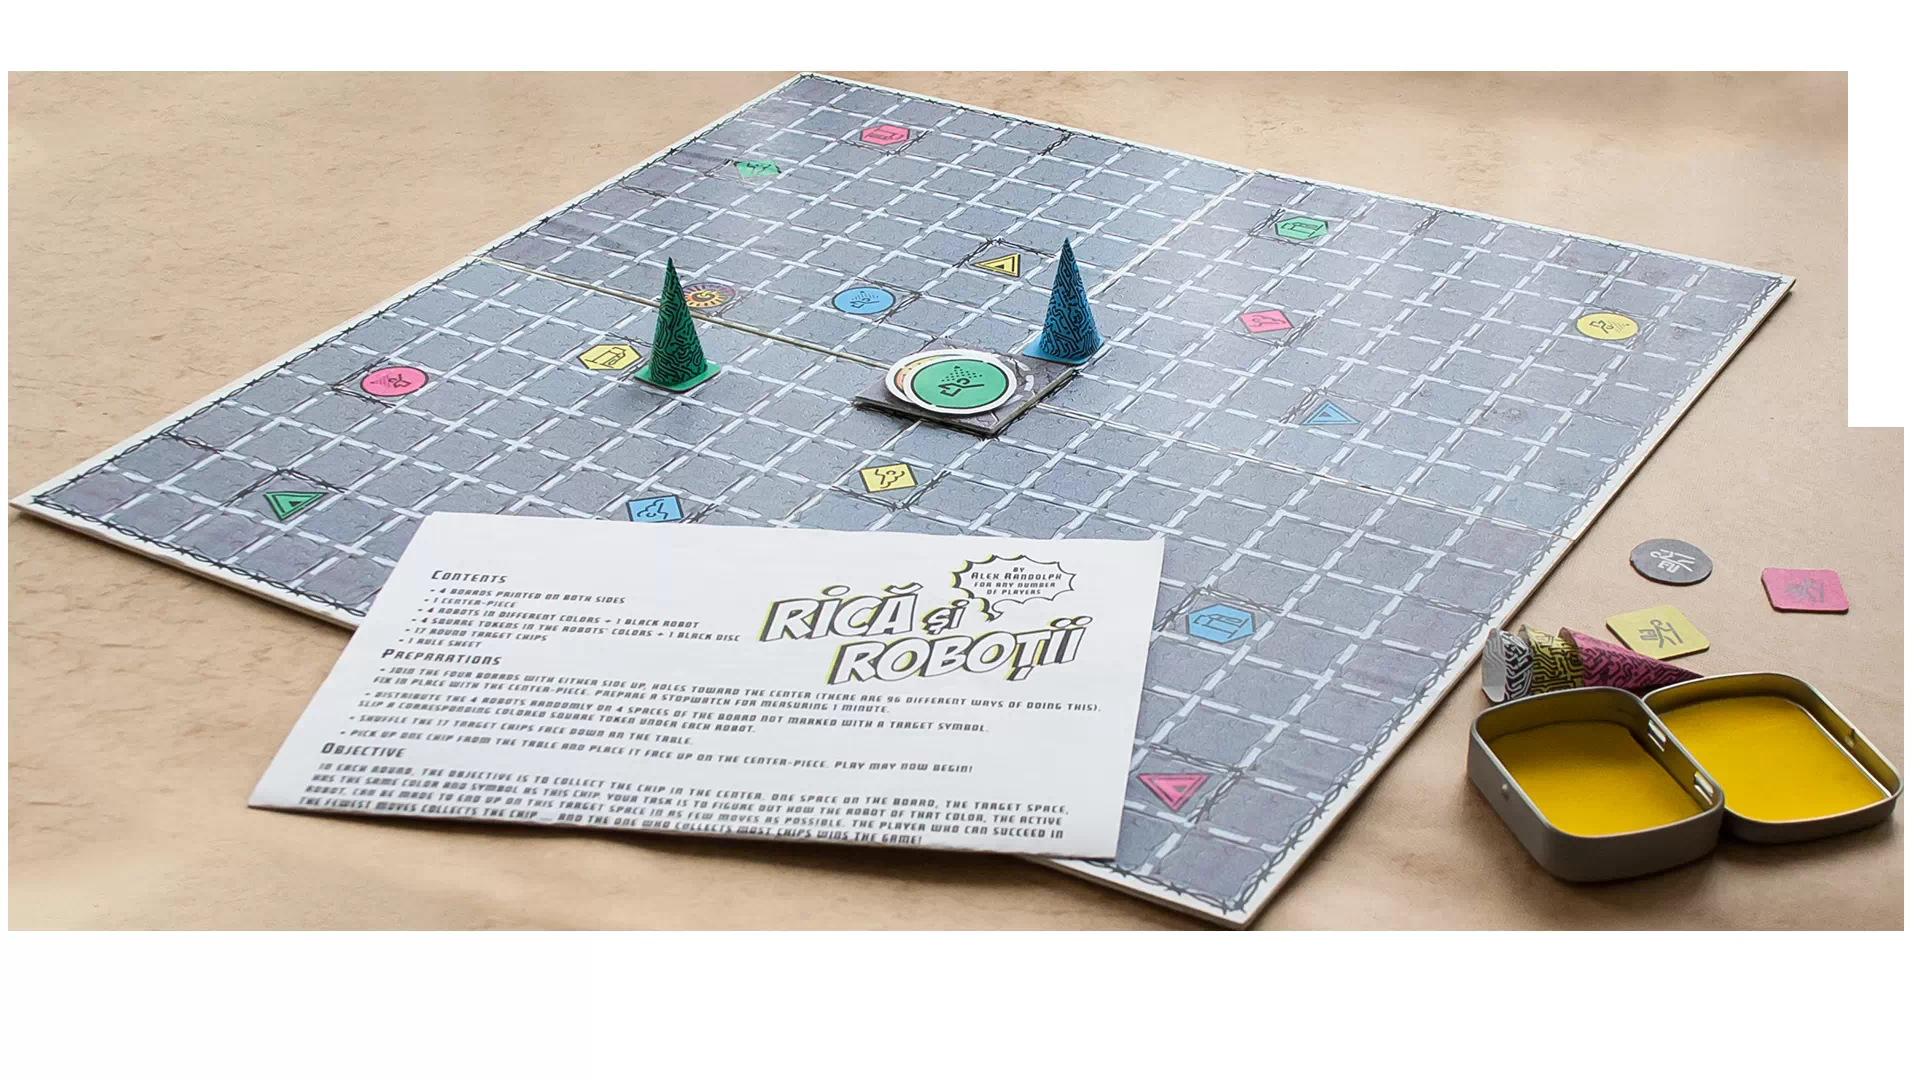 BY
ALEX RANDOLPH
FOR ANY NUMBER
OF PLAYERS
RICĂ ȘI
ROBOȚII
CONTENTS
• 4 BOARDS PRINTED ON BOTH SIDES
• 1 CENTER-PIECE
• 4 ROBOTS IN DIFFERENT COLORS + 1 BLACK ROBOT
• 4 SQUARE TOKENS IN THE ROBOTS' COLORS + 1 BLACK DISC
• 17 ROUND TARGET CHIPS
• 1 RULE SHEET
PREPARATIONS
• JOIN THE FOUR BOARDS WITH EITHER SIDE UP, HOLES TOWARD THE CENTER (THERE ARE 96 DIFFERENT WAYS OF DOING THIS).
FIX IN PLACE WITH THE CENTER-PIECE. PREPARE A STOPWATCH FOR MEASURING 1 MINUTE.
• DISTRIBUTE THE 4 ROBOTS RANDOMLY ON 4 SPACES OF THE BOARD NOT MARKED WITH A TARGET SYMBOL.
SLIP A CORRESPONDING COLORED SQUARE TOKEN UNDER EACH ROBOT.
• SHUFFLE THE 17 TARGET CHIPS FACE DOWN AN THE TABLE.
• PICK UP ONE CHIP FROM THE TABLE AND PLACE IT FACE UP ON THE CENTER-PIECE. PLAY MAY NOW BEGIN!
OBJECTIVE
IN EACH ROUND, THE OBJECTIVE IS TO COLLECT THE CHIP IN THE CENTER. ONE SPACE ON THE BOARD, THE TARGET SPACE,
HAS THE SAME COLOR AND SYMBOL AS THIS CHIP. YOUR TASK IS TO FIGURE OUT HOW THE ROBOT OF THAT COLOR, THE ACTIVE
ROBOT, CAN BE MADE TO END UP ON THIS TARGET SPACE IN AS FEW MOVES AS POSSIBLE. THE PLAYER WHO CAN SUCCEED IN
THE FEWEST MOVES COLLECTS THE CHIP ... AND THE ONE WHO COLLECTS MOST CHIPS WINS THE GAME!